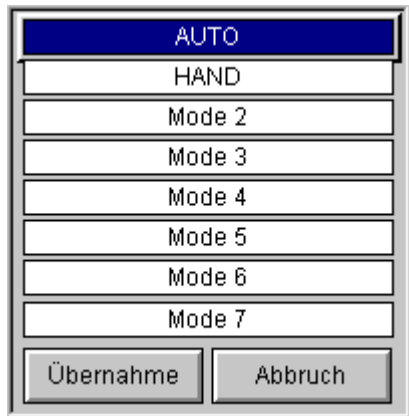 AUTO
HAND
Mode 2
Mode 3
Mode 4
Mode 5
Mode 6
Mode 7
Übernahme Abbruch